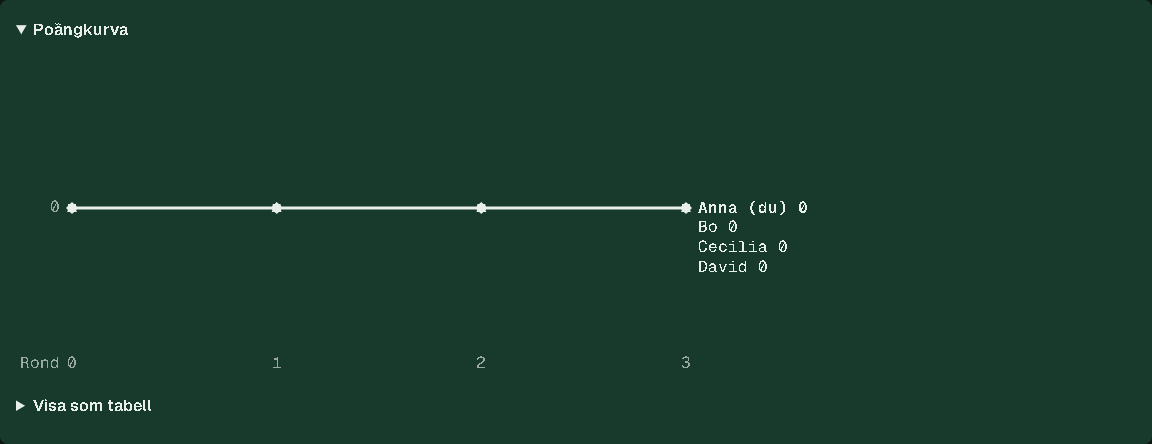 Poängkurva
0
Anna (du) 0
Bo 0
Cecilia 0
David 0
Rond 0 1 2 3
Visa som tabell